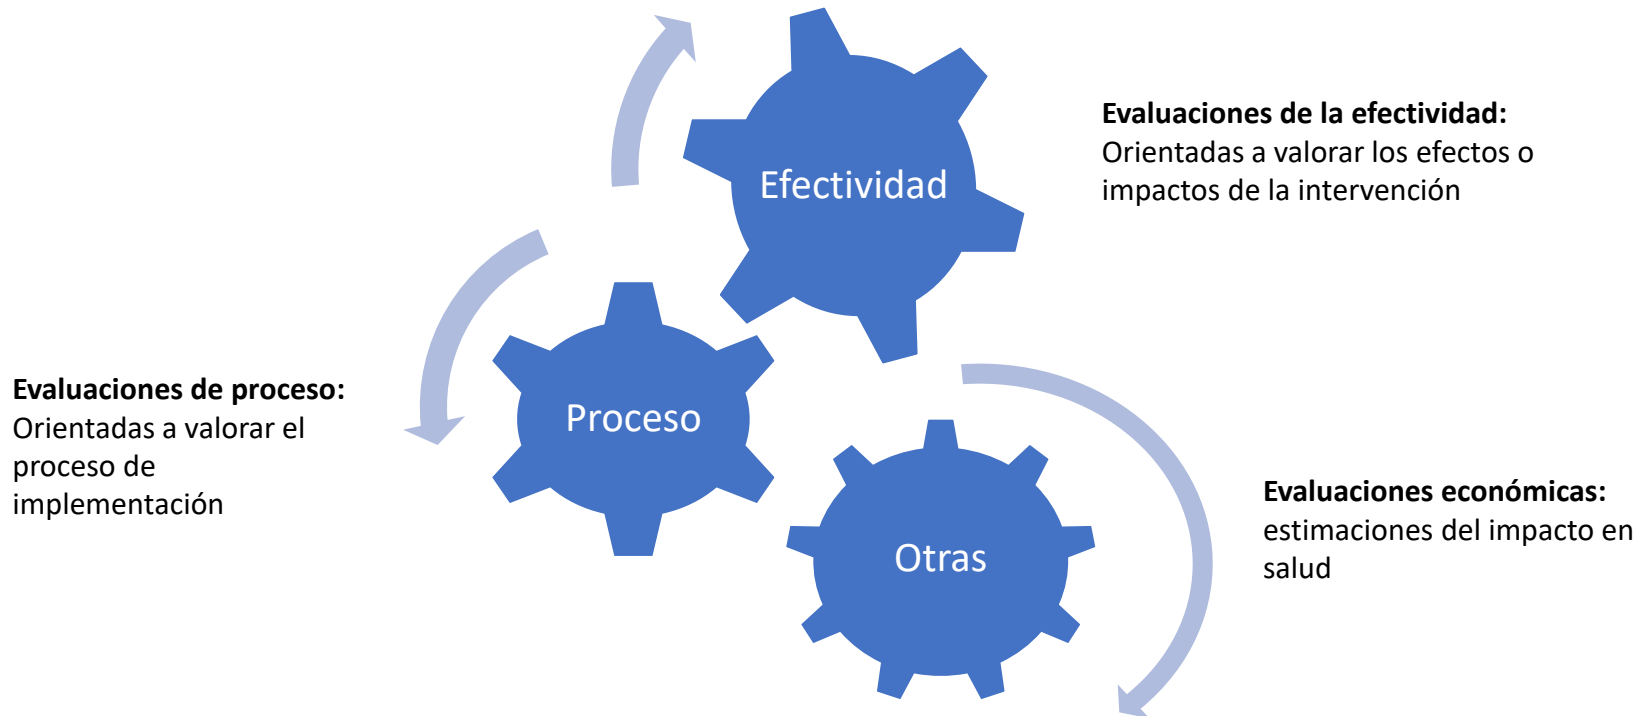 Efectividad
Evaluaciones de la efectividad:
Orientadas a valorar los efectos o
impactos de la intervención
Evaluaciones de proceso:
Orientadas a valorar el
proceso de
implementación
Proceso
Otras
Evaluaciones económicas:
estimaciones del impacto en
salud